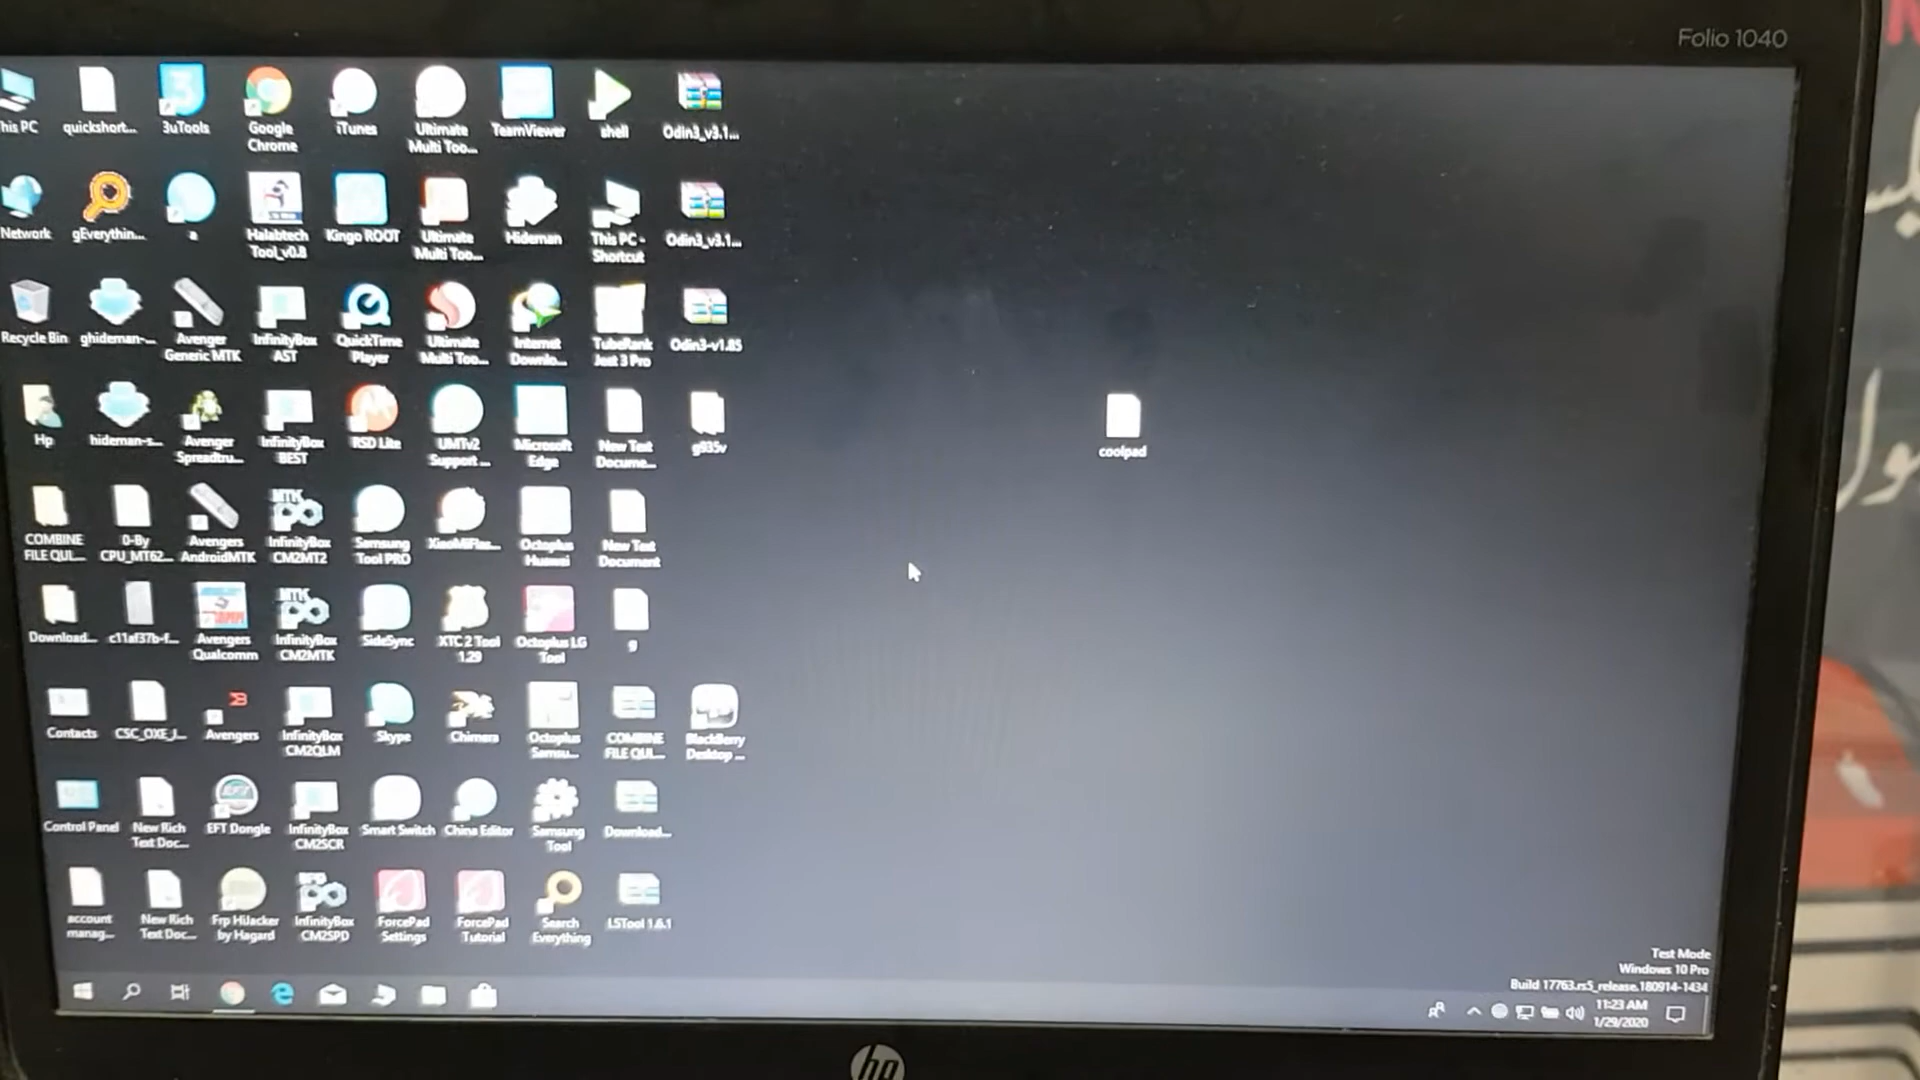 Folio 1040
his PC
quickshort...
3uTools
Google
Chrome
iTunes
Ultimate
Multi Too...
TeamViewer
shell
Odin3_v3.1...
Network
gEverythin...
a
Halabtech
Tool_v0.8
Kingo ROOT
Ultimate
Multi Too...
Hideman
This PC -
Shortcut
Odin3_v3.1...
Recycle Bin
ghideman-...
Avenger
Generic MTK
InfinityBox
AST
QuickTime
Player
Ultimate
Multi Too...
Internet
Downlo...
TubeRank
Jeet 3 Pro
Odin3-v1.85
Hp
hideman-s...
Avenger
Spreadtru...
InfinityBox
BEST
RSD Lite
UMTv2
Support ...
Microsoft
Edge
New Text
Docume...
g935v
coolpad
COMBINE
FILE QUL...
0-By
CPU_MT62...
Avengers
AndroidMTK
MTK
InfinityBox
CM2MT2
Samsung
Tool PRO
XiaoMiFlas...
Octoplus
Huawei
New Text
Document
Download...
c11af37b-f...
Avengers
Qualcomm
MTK
InfinityBox
CM2MTK
SideSync
XTC 2 Tool
1.29
Octoplus LG
Tool
g
Contacts
CSC_OXE_J...
Avengers
InfinityBox
CM2QLM
Skype
Chimera
Octoplus
Samsu...
COMBINE
FILE QUL...
BlackBerry
Desktop ...
Control Panel
New Rich
Text Doc...
EFT Dongle
InfinityBox
CM2SCR
Smart Switch
China Editor
Samsung
Tool
Download...
account
manag...
New Rich
Text Doc...
Frp HiJacker
by Hagard
InfinityBox
CM2SPD
ForcePad
Settings
ForcePad
Tutorial
Search
Everything
LSTool 1.6.1
Test Mode
Windows 10 Pro
Build 17763.rs5_release.180914-1434
11:23 AM
1/29/2020
hp